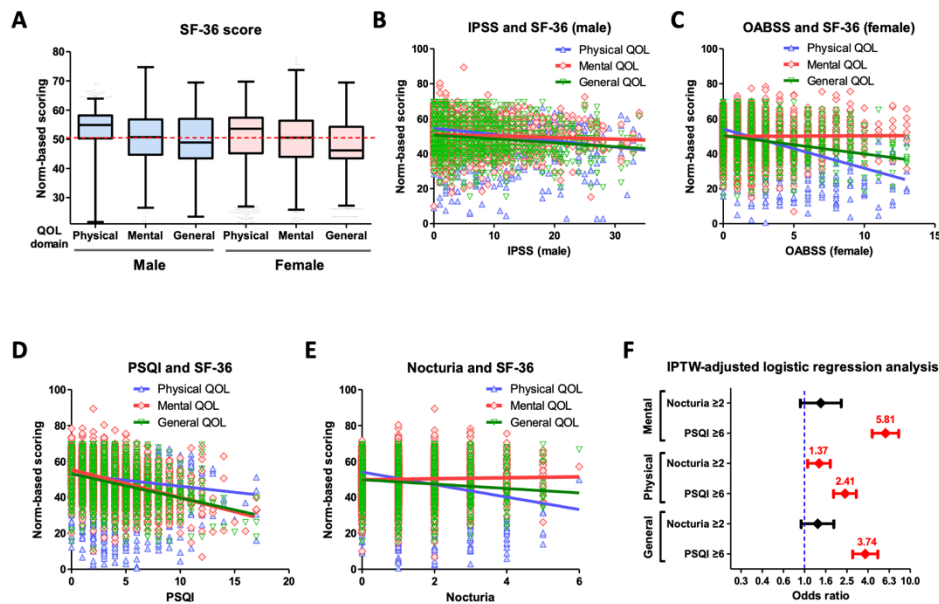 A
SF-36 score
Norm-based scoring
80
70
60
50
40
30
QOL domain
Physical Mental General Physical Mental General
Male Female
B
IPSS and SF-36 (male)
Physical QOL
Mental QOL
General QOL
Norm-based scoring
100
80
60
40
20
0
0 10 20 30
IPSS (male)
C
OABSS and SF-36 (female)
Physical QOL
Mental QOL
General QOL
Norm-based scoring
100
80
60
40
20
0
0 5 10 15
OABSS (female)
D
PSQI and SF-36
Physical QOL
Mental QOL
General QOL
Norm-based scoring
100
80
60
40
20
0
0 5 10 15 20
PSQI
E
Nocturia and SF-36
Physical QOL
Mental QOL
General QOL
Norm-based scoring
100
80
60
40
20
0
0 2 4 6
Nocturia
F
IPTW-adjusted logistic regression analysis
Mental
Nocturia ≥2
5.81
PSQI ≥6
Physical
1.37
Nocturia ≥2
2.41
PSQI ≥6
General
Nocturia ≥2
3.74
PSQI ≥6
0.3 0.4 0.6 1.0 1.6 2.5 4.0 6.3 10.0
Odds ratio